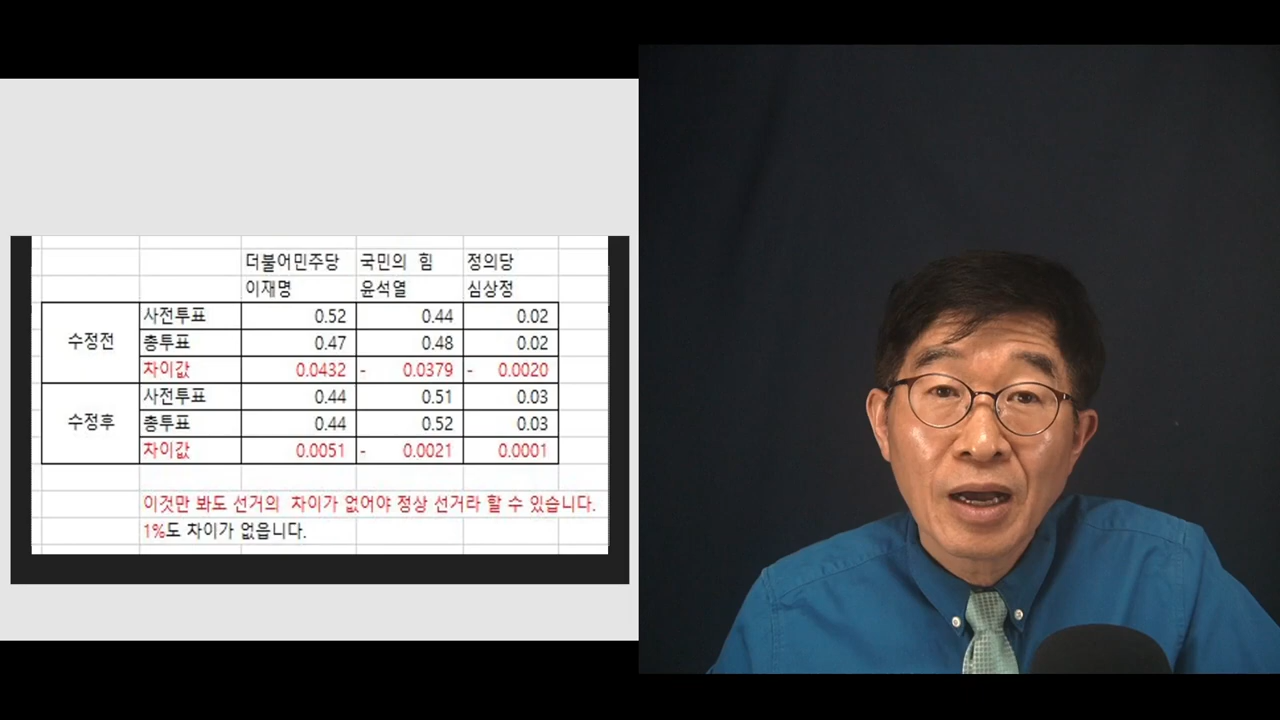 더불어민주당 국민의 힘 정의당
이재명 윤석열 심상정
수정전
사전투표 0.52 0.44 0.02
총투표 0.47 0.48 0.02
차이값 0.0432 - 0.0379 - 0.0020
수정후
사전투표 0.44 0.51 0.03
총투표 0.44 0.52 0.03
차이값 0.0051 - 0.0021 0.0001
이것만 봐도 선거의 차이가 없어야 정상 선거라 할 수 있습니다.
1%도 차이가 없읍니다.